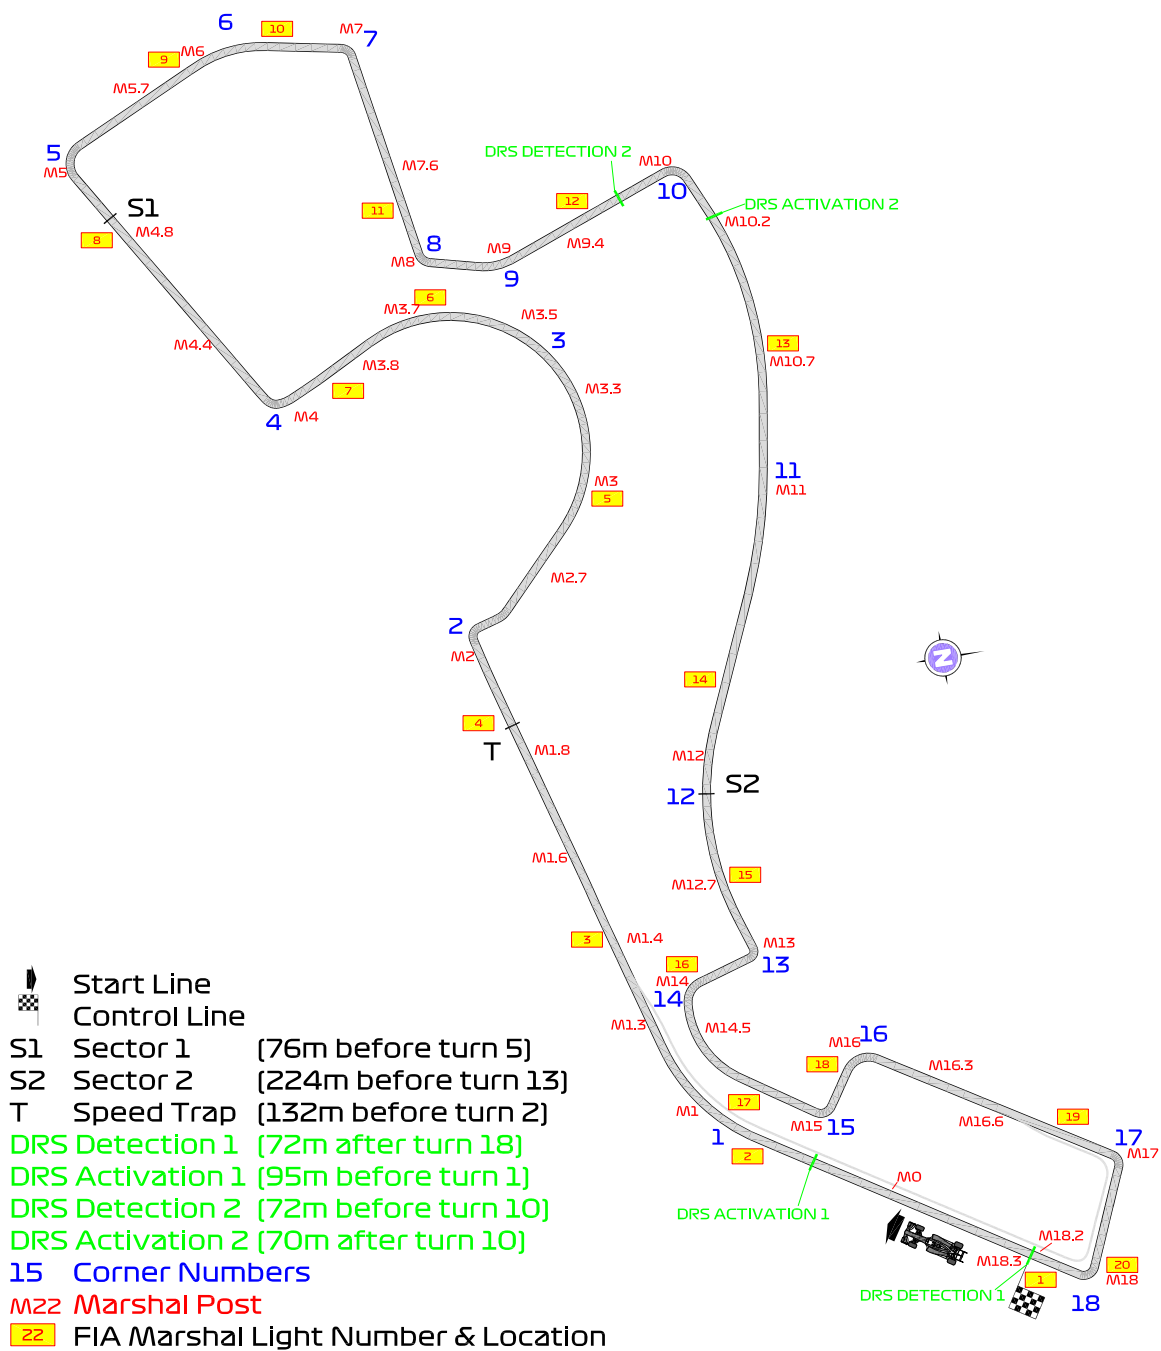 6
10
M7
7
M6
9
M5.7
5
M5
DRS DETECTION 2
M10
10
S1
M4.8
8
M7.6
11
12
DRS ACTIVATION 2
M10.2
8
M8
M9
9
M9.4
6
M3.7
M3.5
3
M4.4
M3.8
7
M3.3
13
M10.7
4
M4
11
M11
M3
5
M2.7
2
M2
N
14
4
T
M1.8
M12
12
S2
M1.6
M12.7
15
3
M1.4
M13
13
16
M14
14
M1.3
M14.5
16
M16
18
M16.3
M16.6
19
17
M17
M1
17
M15
15
1
2
M0
DRS ACTIVATION 1
M18.2
M18.3
20
M18
1
DRS DETECTION 1
18
Start Line
Control Line
S1 Sector 1 (76m before turn 5)
S2 Sector 2 (224m before turn 13)
T Speed Trap (132m before turn 2)
DRS Detection 1 (72m after turn 18)
DRS Activation 1 (95m before turn 1)
DRS Detection 2 (72m before turn 10)
DRS Activation 2 (70m after turn 10)
15 Corner Numbers
M22 Marshal Post
22 FIA Marshal Light Number & Location